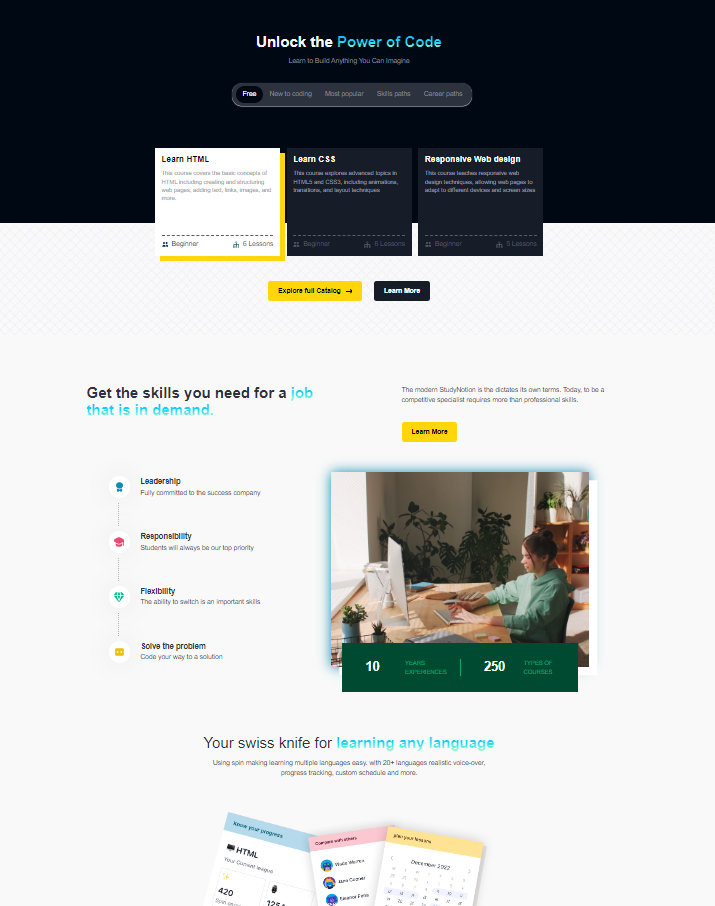 Unlock the Power of Code
Learn to Build Anything You Can Imagine
Free New to coding Most popular Skills paths Career paths
Learn HTML
This course covers the basic concepts of
HTML including creating and structuring
web pages, adding text, links, images, and
more.
Beginner 6 Lessons
Learn CSS
This course explores advanced topics in
HTML5 and CSS3, including animations,
transitions, and layout techniques
Beginner 6 Lessons
Responsive Web design
This course teaches responsive web
design techniques, allowing web pages to
adapt to different devices and screen sizes
Beginner 5 Lessons
Explore full Catalog →
Learn More
Get the skills you need for a job
that is in demand.
The modern StudyNotion is the dictates its own terms. Today, to be a
competitive specialist requires more than professional skills.
Learn More
Leadership
Fully committed to the success company
Responsibility
Students will always be our top priority
Flexibility
The ability to switch is an important skills
Solve the problem
Code your way to a solution
10 YEARS
EXPERIENCES
250 TYPES OF
COURSES
Your swiss knife for learning any language
Using spin making learning multiple languages easy. with 20+ languages realistic voice-over,
progress tracking, custom schedule and more.
Know your progress
HTML
Your Current league
420
Compare with others
Wade Warren
Jane Cooper
Eleanor Pena
plan your lessons
December 2022